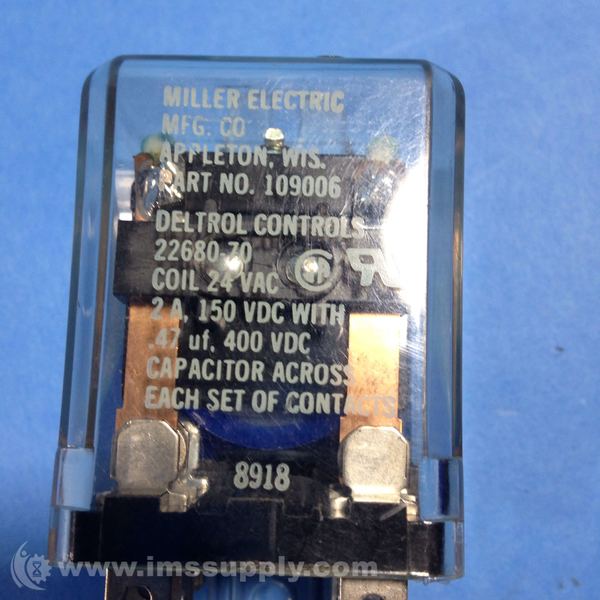 MILLER ELECTRIC
MFG. CO
APPLETON, WIS.
PART NO. 109006
DELTROL CONTROLS
22680-70
COIL 24 VAC
2 A, 150 VDC WITH
.47 uf, 400 VDC
CAPACITOR ACROSS
EACH SET OF CONTACTS
8918
www.imssupply.com